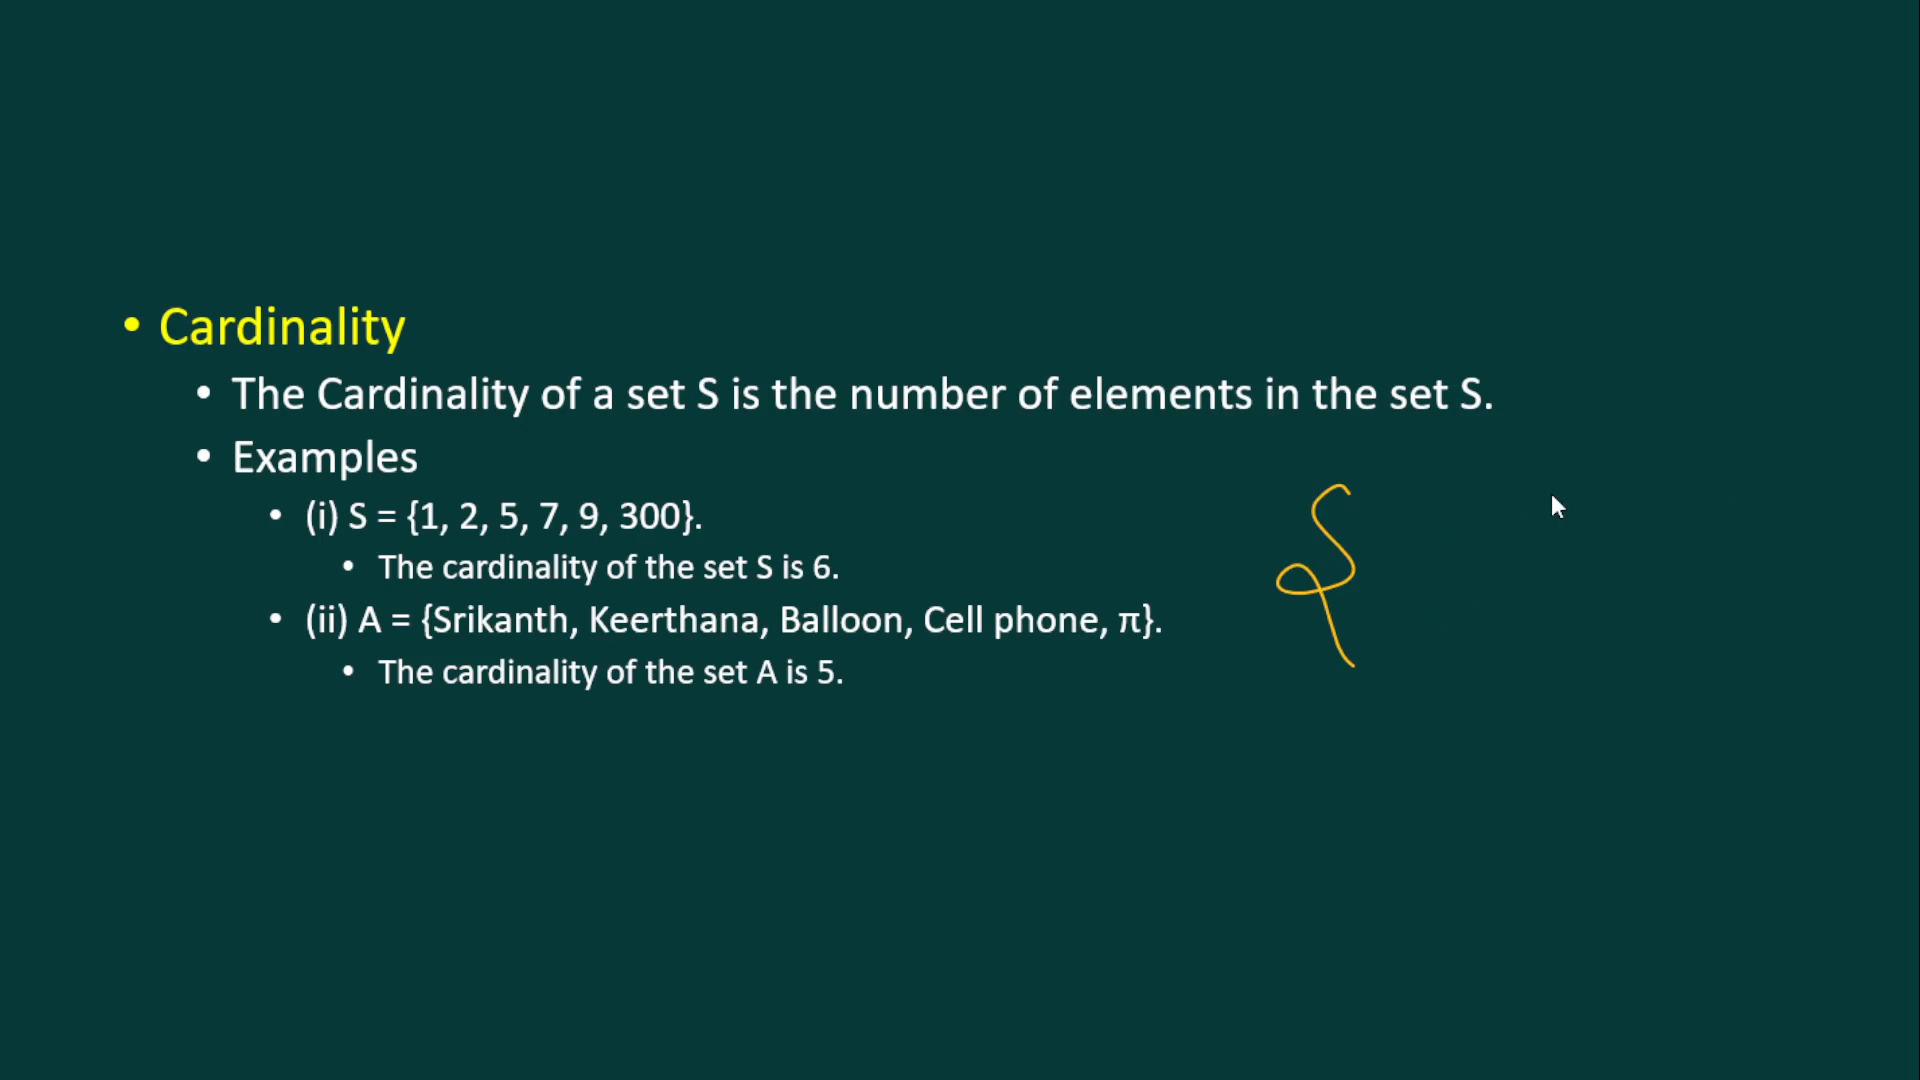 • Cardinality
• The Cardinality of a set S is the number of elements in the set S.
• Examples
• (i) S = {1, 2, 5, 7, 9, 300}.
• The cardinality of the set S is 6.
• (ii) A = {Srikanth, Keerthana, Balloon, Cell phone, π}.
• The cardinality of the set A is 5.